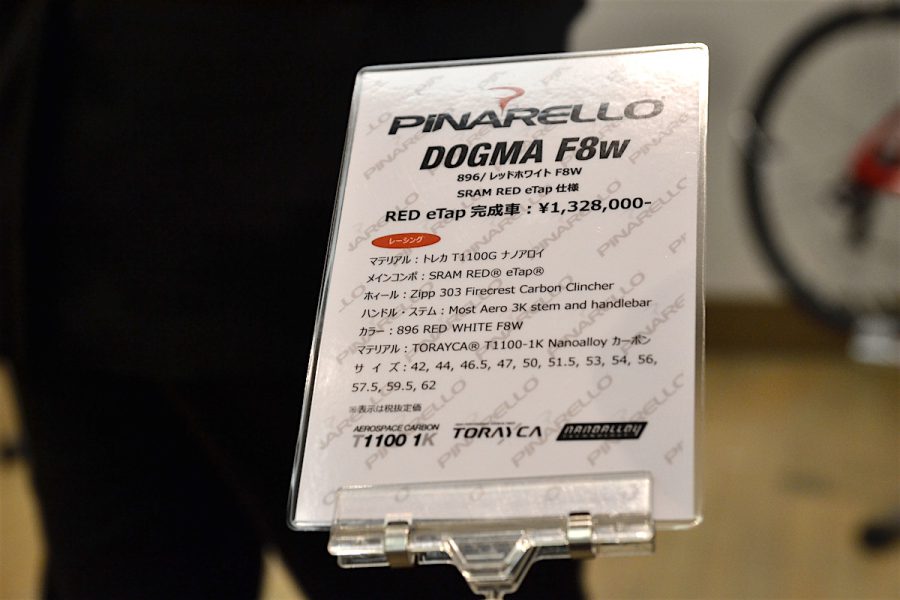 PINARELLO
DOGMA F8W
896/レッドホワイト F8W
SRAM RED eTap 仕様
RED eTap 完成車：¥1,328,000-
レーシング
マテリアル：トレカ T1100G ナノアロイ
メインコンポ：SRAM RED® eTap®
ホィール：Zipp 303 Firecrest Carbon Clincher
ハンドル・ステム：Most Aero 3K stem and handlebar
カラー：896 RED WHITE F8W
マテリアル：TORAYCA® T1100-1K Nanoalloy カーボン
サ イ ズ：42, 44, 46.5, 47, 50, 51.5, 53, 54, 56,
57.5, 59.5, 62
※表示は税抜定価
AEROSPACE CARBON
T1100 1K
TORAYCA
NANOALLOY
TECHNOLOGY